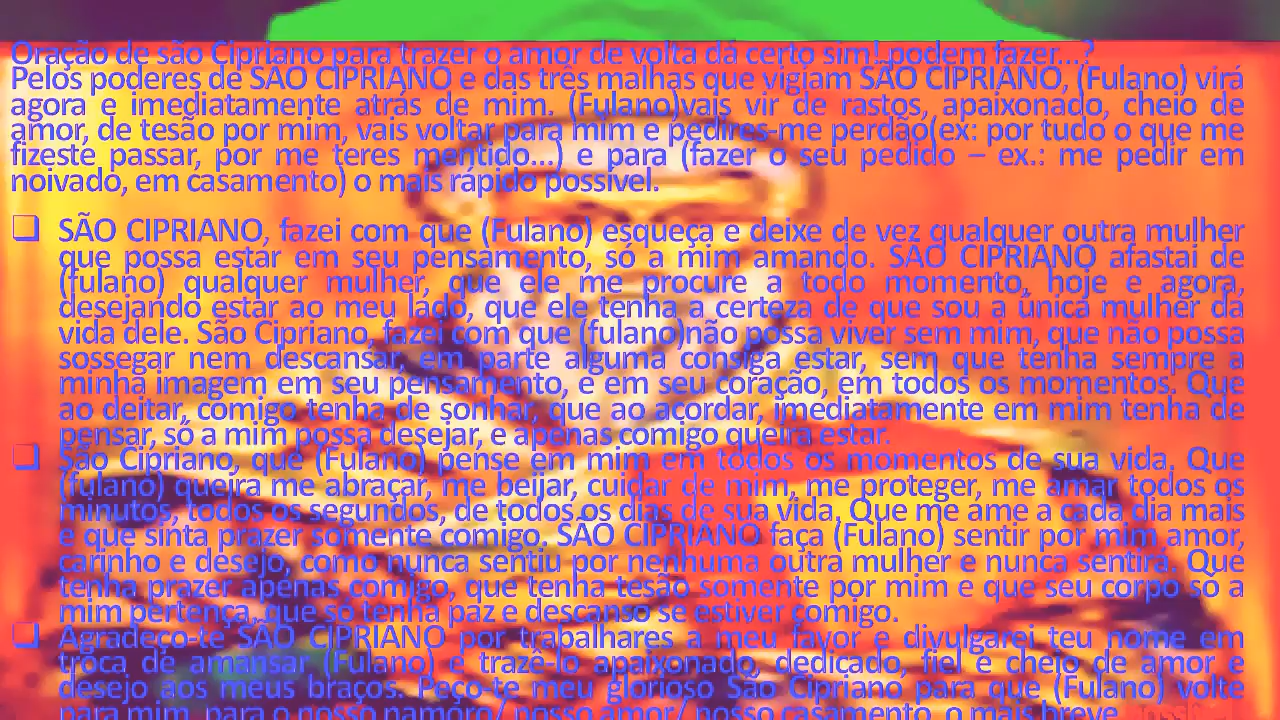 Oração de são Cipriano para trazer o amor de volta dá certo sim!..podem fazer...?
Pelos poderes de SÃO CIPRIANO e das três malhas que vigiam SÃO CIPRIANO, (Fulano) virá
agora e imediatamente atrás de mim. (Fulano)vais vir de rastos, apaixonado, cheio de
amor, de tesão por mim, vais voltar para mim e pedires-me perdão(ex: por tudo o que me
fizeste passar, por me teres mentido...) e para (fazer o seu pedido – ex.: me pedir em
noivado, em casamento) o mais rápido possível.
❑ SÃO CIPRIANO, fazei com que (Fulano) esqueça e deixe de vez qualquer outra mulher
que possa estar em seu pensamento, só a mim amando. SÃO CIPRIANO afastai de
(fulano) qualquer mulher, que ele me procure a todo momento, hoje e agora,
desejando estar ao meu lado, que ele tenha a certeza de que sou a única mulher da
vida dele. São Cipriano, fazei com que (fulano)não possa viver sem mim, que não possa
sossegar nem descansar, em parte alguma consiga estar, sem que tenha sempre a
minha imagem em seu pensamento, e em seu coração, em todos os momentos. Que
ao deitar, comigo tenha de sonhar, que ao acordar, imediatamente em mim tenha de
pensar, só a mim possa desejar, e apenas comigo queira estar.
❑ São Cipriano, que (Fulano) pense em mim em todos os momentos de sua vida. Que
(fulano) queira me abraçar, me beijar, cuidar de mim, me proteger, me amar todos os
minutos, todos os segundos, de todos os dias de sua vida. Que me ame a cada dia mais
e que sinta prazer somente comigo. SÃO CIPRIANO faça (Fulano) sentir por mim amor,
carinho e desejo, como nunca sentiu por nenhuma outra mulher e nunca sentirá. Que
tenha prazer apenas comigo, que tenha tesão somente por mim e que seu corpo só a
mim pertença, que só tenha paz e descanso se estiver comigo.
❑ Agradeço-te SÃO CIPRIANO por trabalhares a meu favor e divulgarei teu nome em
troca de amansar (Fulano) e trazê-lo apaixonado, dedicado, fiel e cheio de amor e
desejo aos meus braços. Peço-te meu glorioso São Cipriano para que (Fulano) volte
para mim, para o nosso namoro/ nosso amor/ nosso casamento, o mais breve